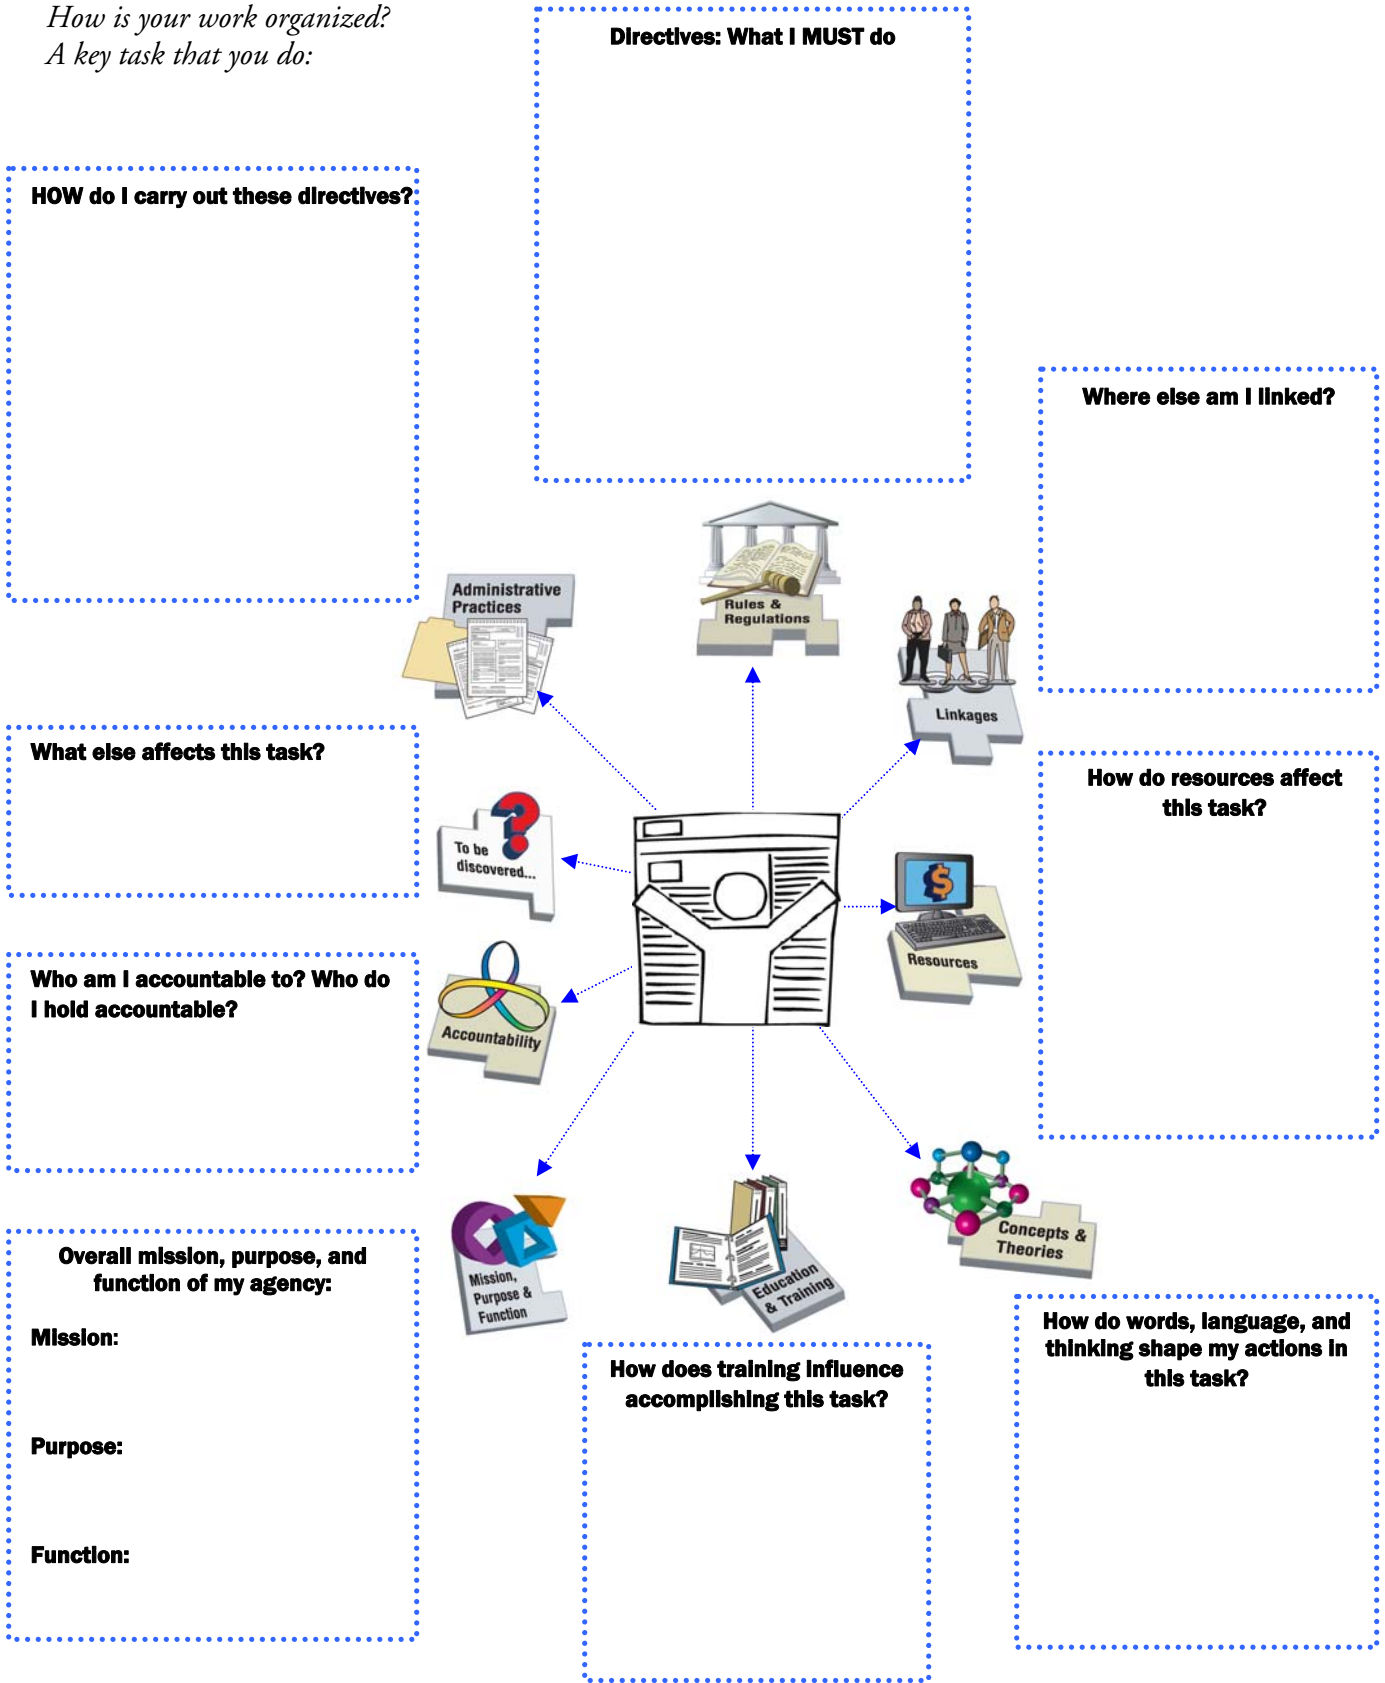 How is your work organized?
A key task that you do:
Directives: What I MUST do
HOW do I carry out these directives?
Where else am I linked?
Administrative
Practices
Rules &
Regulations
Linkages
What else affects this task?
How do resources affect
this task?
To be
discovered...
Resources
Who am I accountable to? Who do
I hold accountable?
Accountability
Overall mission, purpose, and
function of my agency:
Mission:
Purpose:
Function:
Mission,
Purpose &
Function
Education
& Training
Concepts &
Theories
How does training influence
accomplishing this task?
How do words, language, and
thinking shape my actions in
this task?